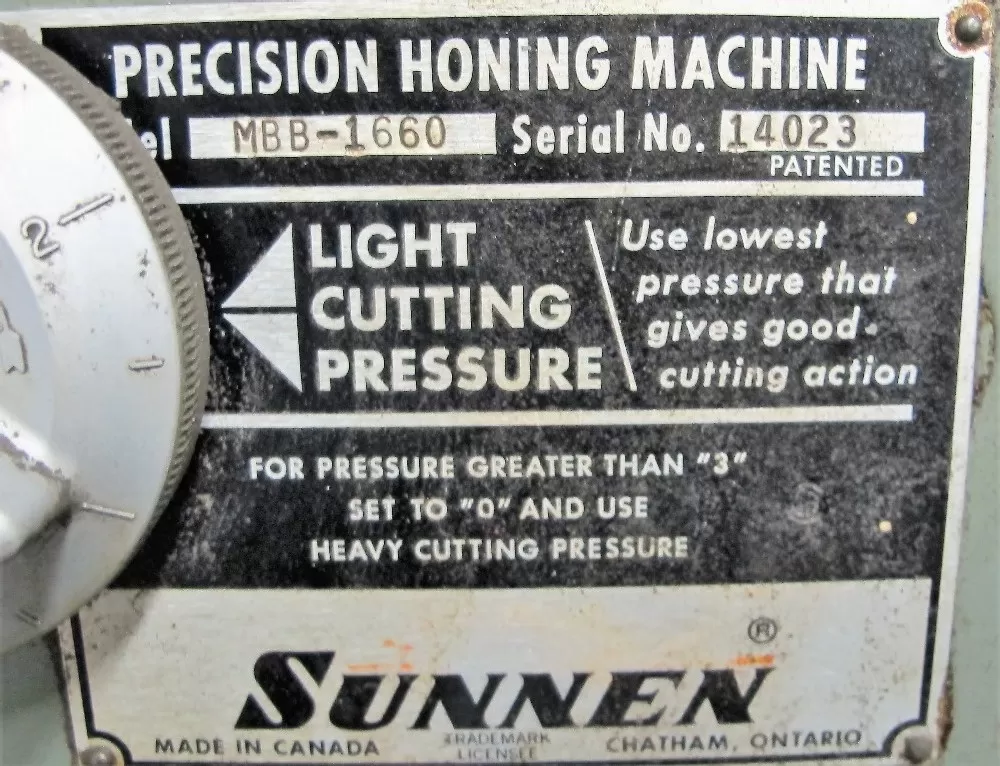 PRECISION HONING MACHINE
MBB-1660 Serial No. 14023
PATENTED
2
1
LIGHT
CUTTING
PRESSURE
Use lowest
pressure that
gives good
cutting action
FOR PRESSURE GREATER THAN "3"
SET TO "0" AND USE
HEAVY CUTTING PRESSURE
SUNNEN ®
MADE IN CANADA
TRADEMARK
LICENSEE
CHATHAM, ONTARIO